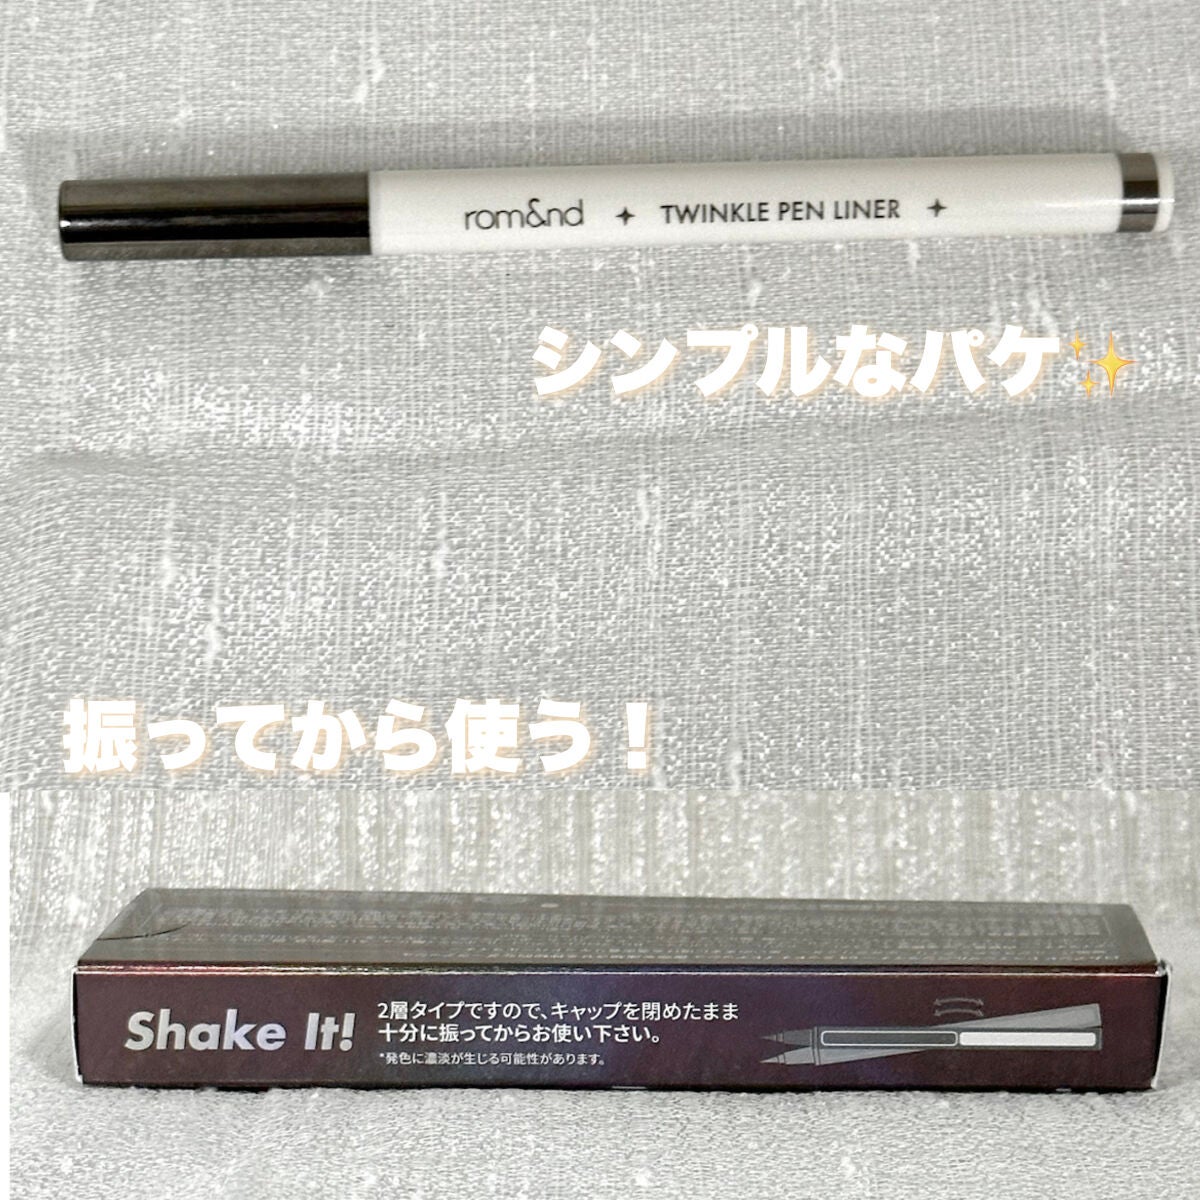 rom&nd ✦ TWINKLE PEN LINER ✦
シンプルなパケ✨
振ってから使う！
Shake It!
2層タイプですので、キャップを閉めたまま
十分に振ってからお使い下さい。
*発色に濃淡が生じる可能性があります。